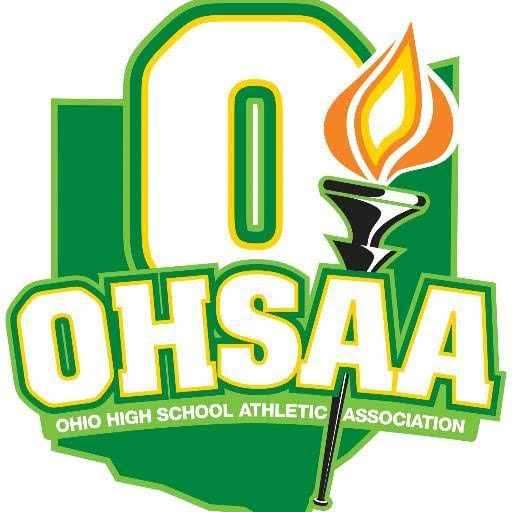 O
OHSAA
OHIO HIGH SCHOOL ATHLETIC ASSOCIATION